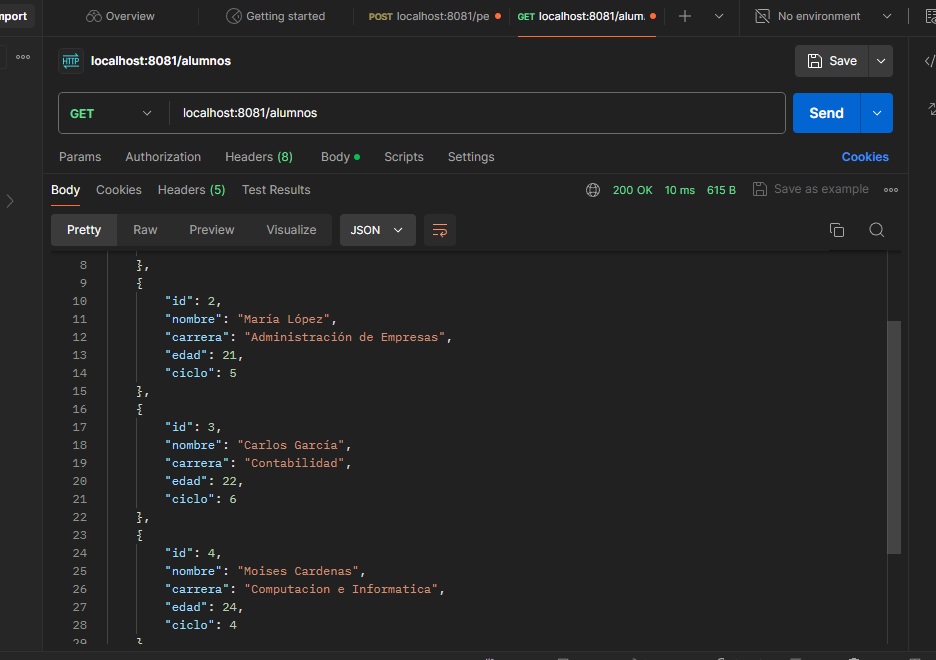 mport
Overview
Getting started
POST localhost:8081/pe
GET localhost:8081/alum.
No environment
HTTP localhost:8081/alumnos
Save
GET
localhost:8081/alumnos
Send
Params Authorization Headers (8) Body Scripts Settings
Cookies
Body Cookies Headers (5) Test Results
200 OK 10 ms 615 B
Save as example
Pretty Raw Preview Visualize
JSON
8 },
9 {
10 "id": 2,
11 "nombre": "María López",
12 "carrera": "Administración de Empresas",
13 "edad": 21,
14 "ciclo": 5
15 },
16 {
17 "id": 3,
18 "nombre": "Carlos García",
19 "carrera": "Contabilidad",
20 "edad": 22,
21 "ciclo": 6
22 },
23 {
24 "id": 4,
25 "nombre": "Moises Cardenas",
26 "carrera": "Computacion e Informatica",
27 "edad": 24,
28 "ciclo": 4
29 }